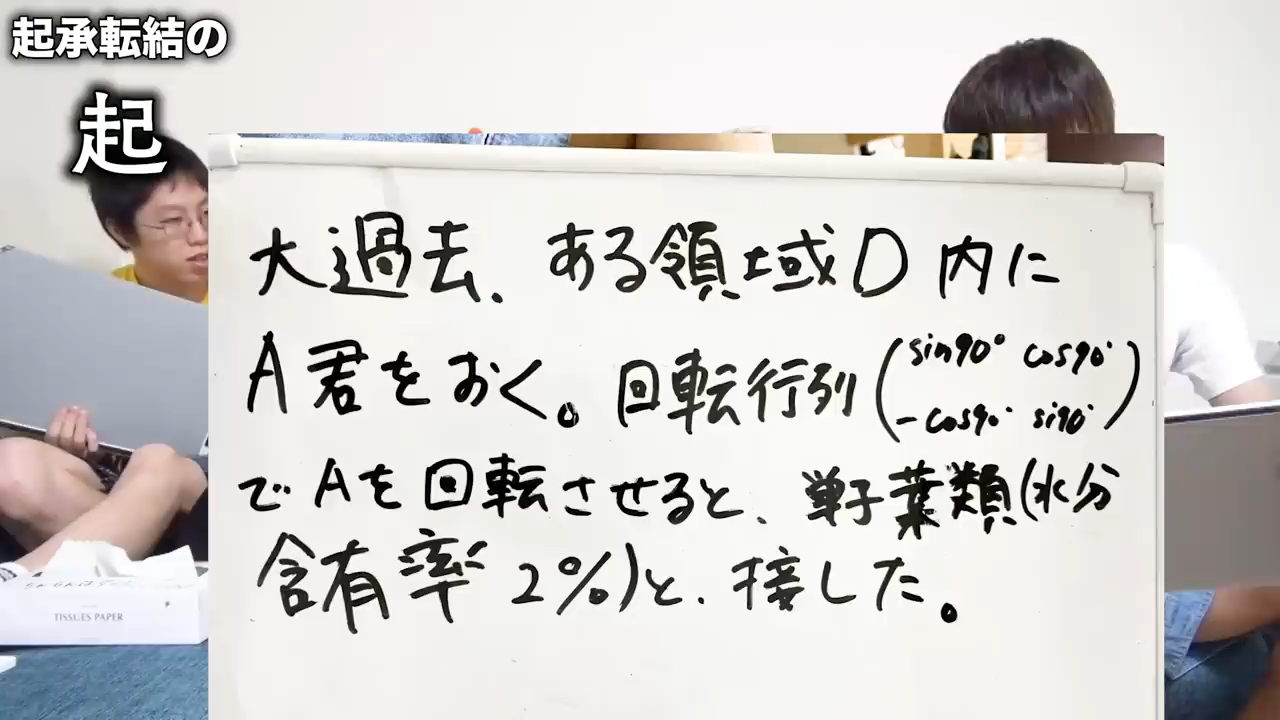 起承転結の
起
大過去、ある領域D内に
A君をおく。回転行列(sin90° cos90°
-cos90° sin90°)
でAを回転させると、単子葉類(水分
含有率2%)と、接した。
TISSUES PAPER